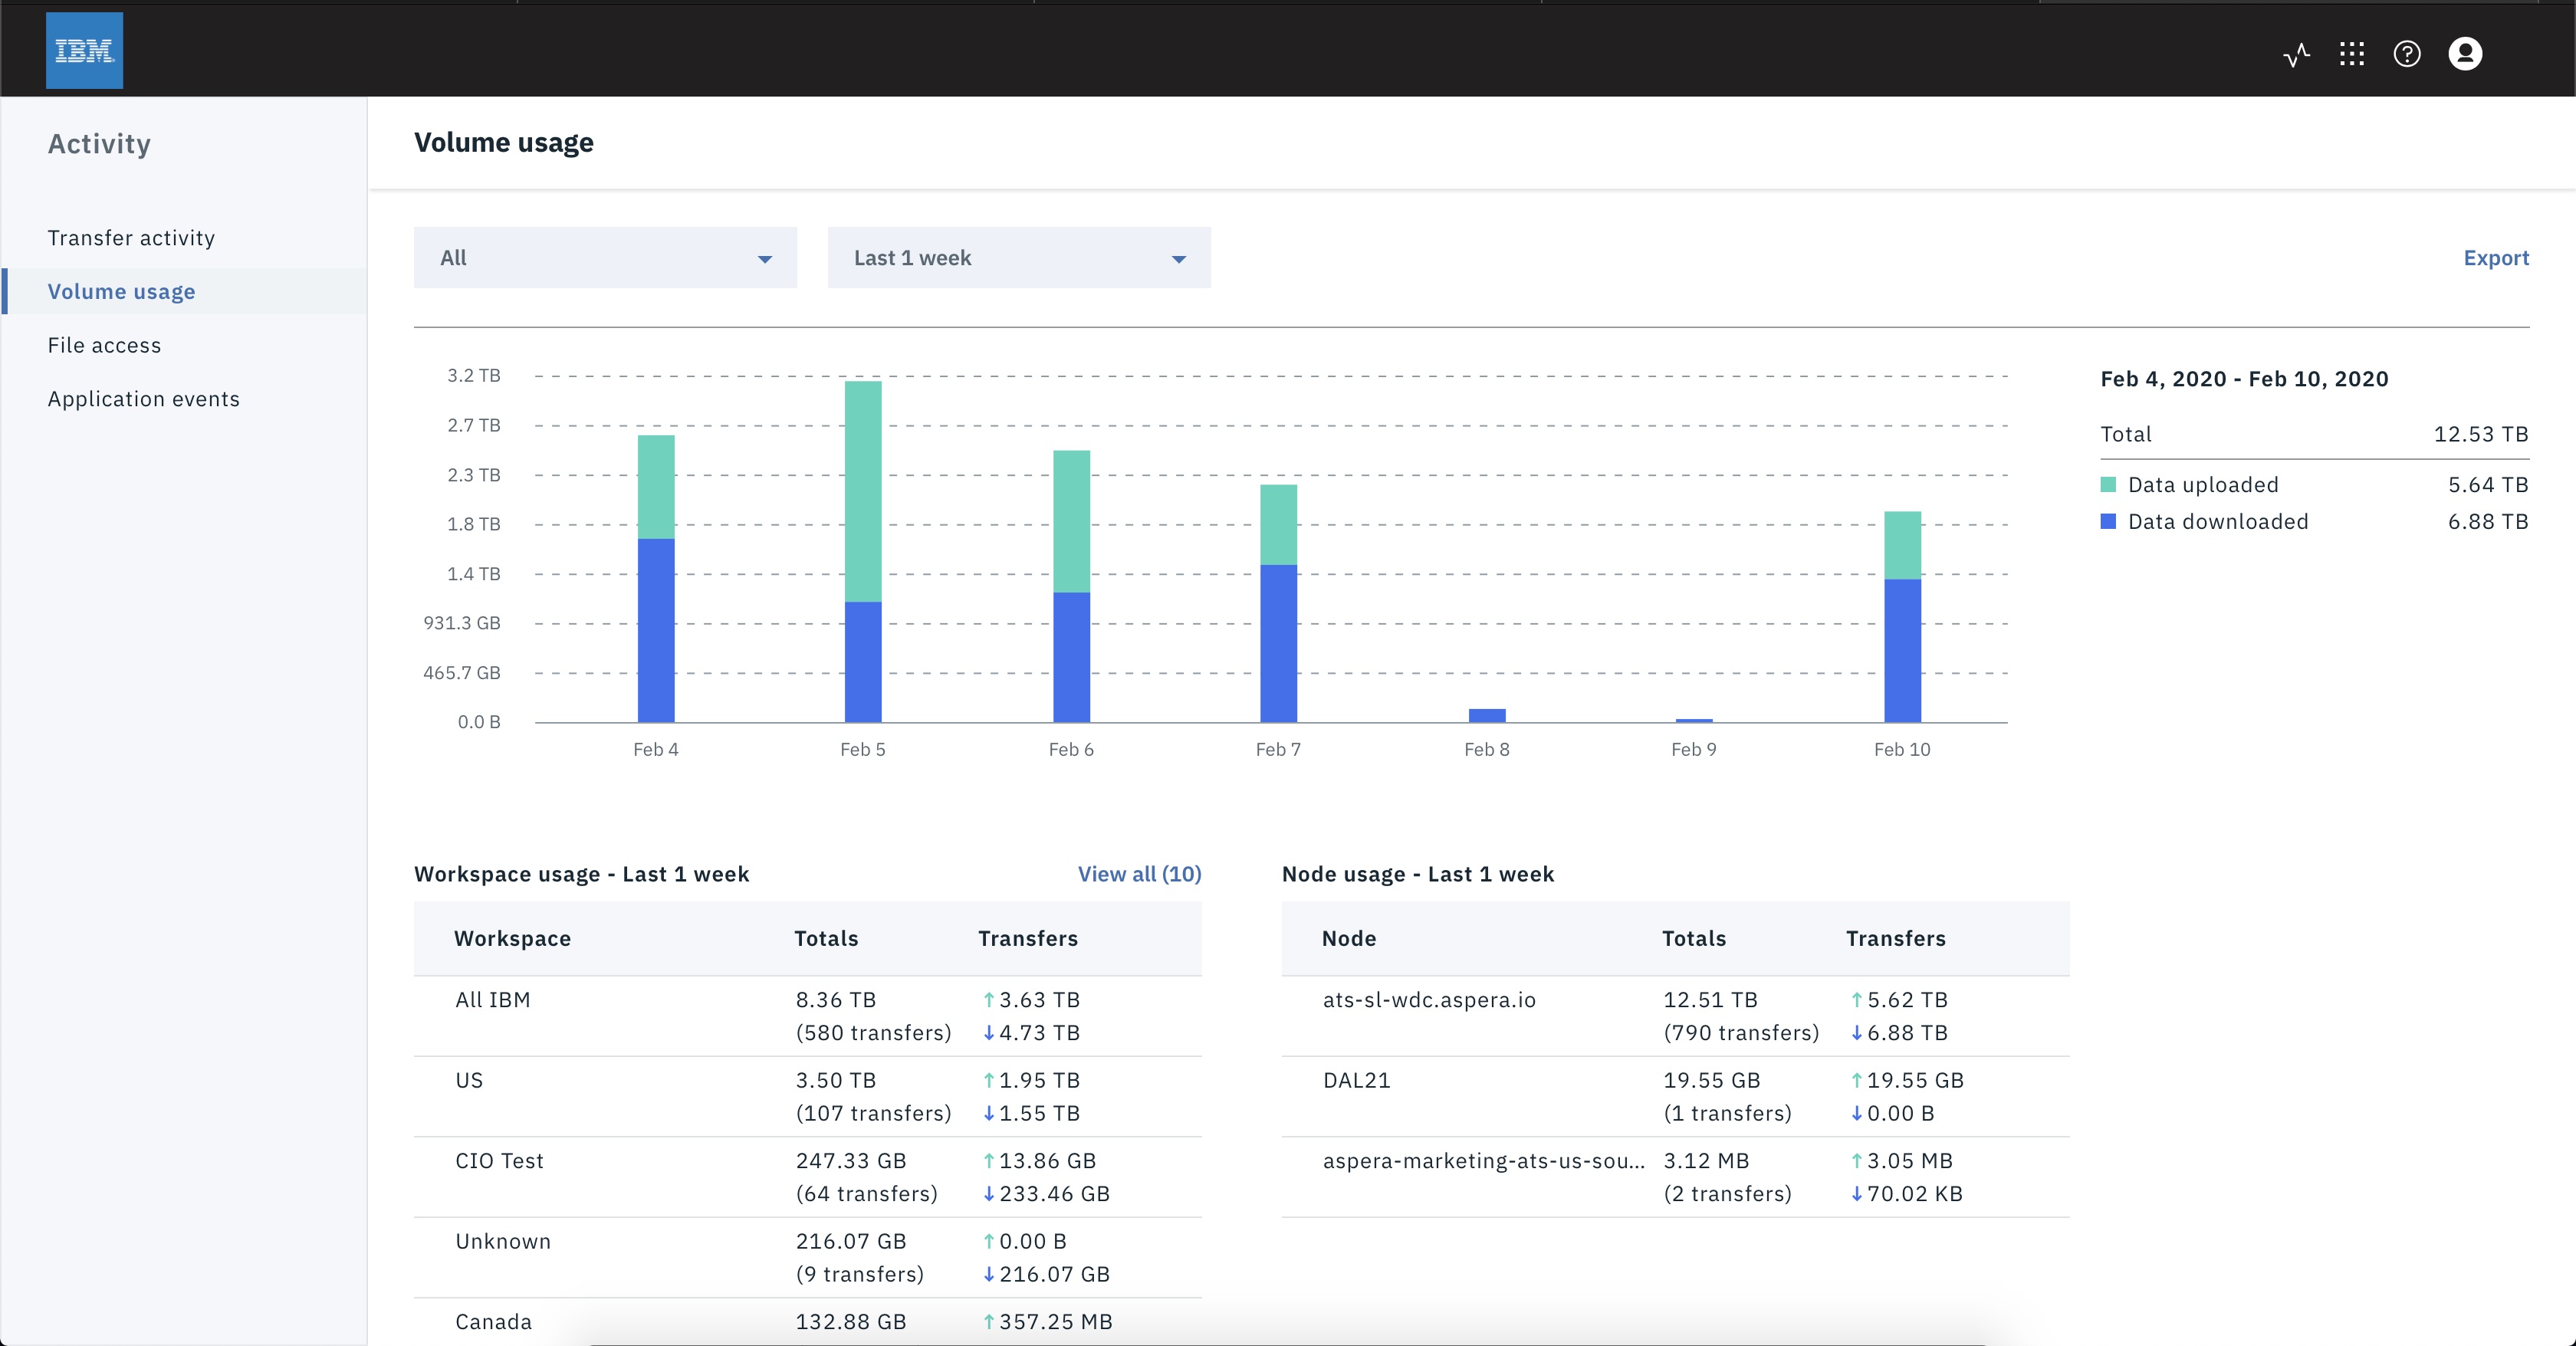 IBM
Activity
Transfer activity
Volume usage
File access
Application events
Volume usage
All
Last 1 week
Export
3.2 TB
2.7 TB
2.3 TB
1.8 TB
1.4 TB
931.3 GB
465.7 GB
0.0 B
Feb 4
Feb 5
Feb 6
Feb 7
Feb 8
Feb 9
Feb 10
Feb 4, 2020 - Feb 10, 2020
Total 12.53 TB
Data uploaded 5.64 TB
Data downloaded 6.88 TB
Workspace usage - Last 1 week View all (10)
Workspace Totals Transfers
All IBM 8.36 TB ↑3.63 TB
(580 transfers) ↓4.73 TB
US 3.50 TB ↑1.95 TB
(107 transfers) ↓1.55 TB
CIO Test 247.33 GB ↑13.86 GB
(64 transfers) ↓233.46 GB
Unknown 216.07 GB ↑0.00 B
(9 transfers) ↓216.07 GB
Canada 132.88 GB ↑357.25 MB
Node usage - Last 1 week
Node Totals Transfers
ats-sl-wdc.aspera.io 12.51 TB ↑5.62 TB
(790 transfers) ↓6.88 TB
DAL21 19.55 GB ↑19.55 GB
(1 transfers) ↓0.00 B
aspera-marketing-ats-us-sou... 3.12 MB ↑3.05 MB
(2 transfers) ↓70.02 KB